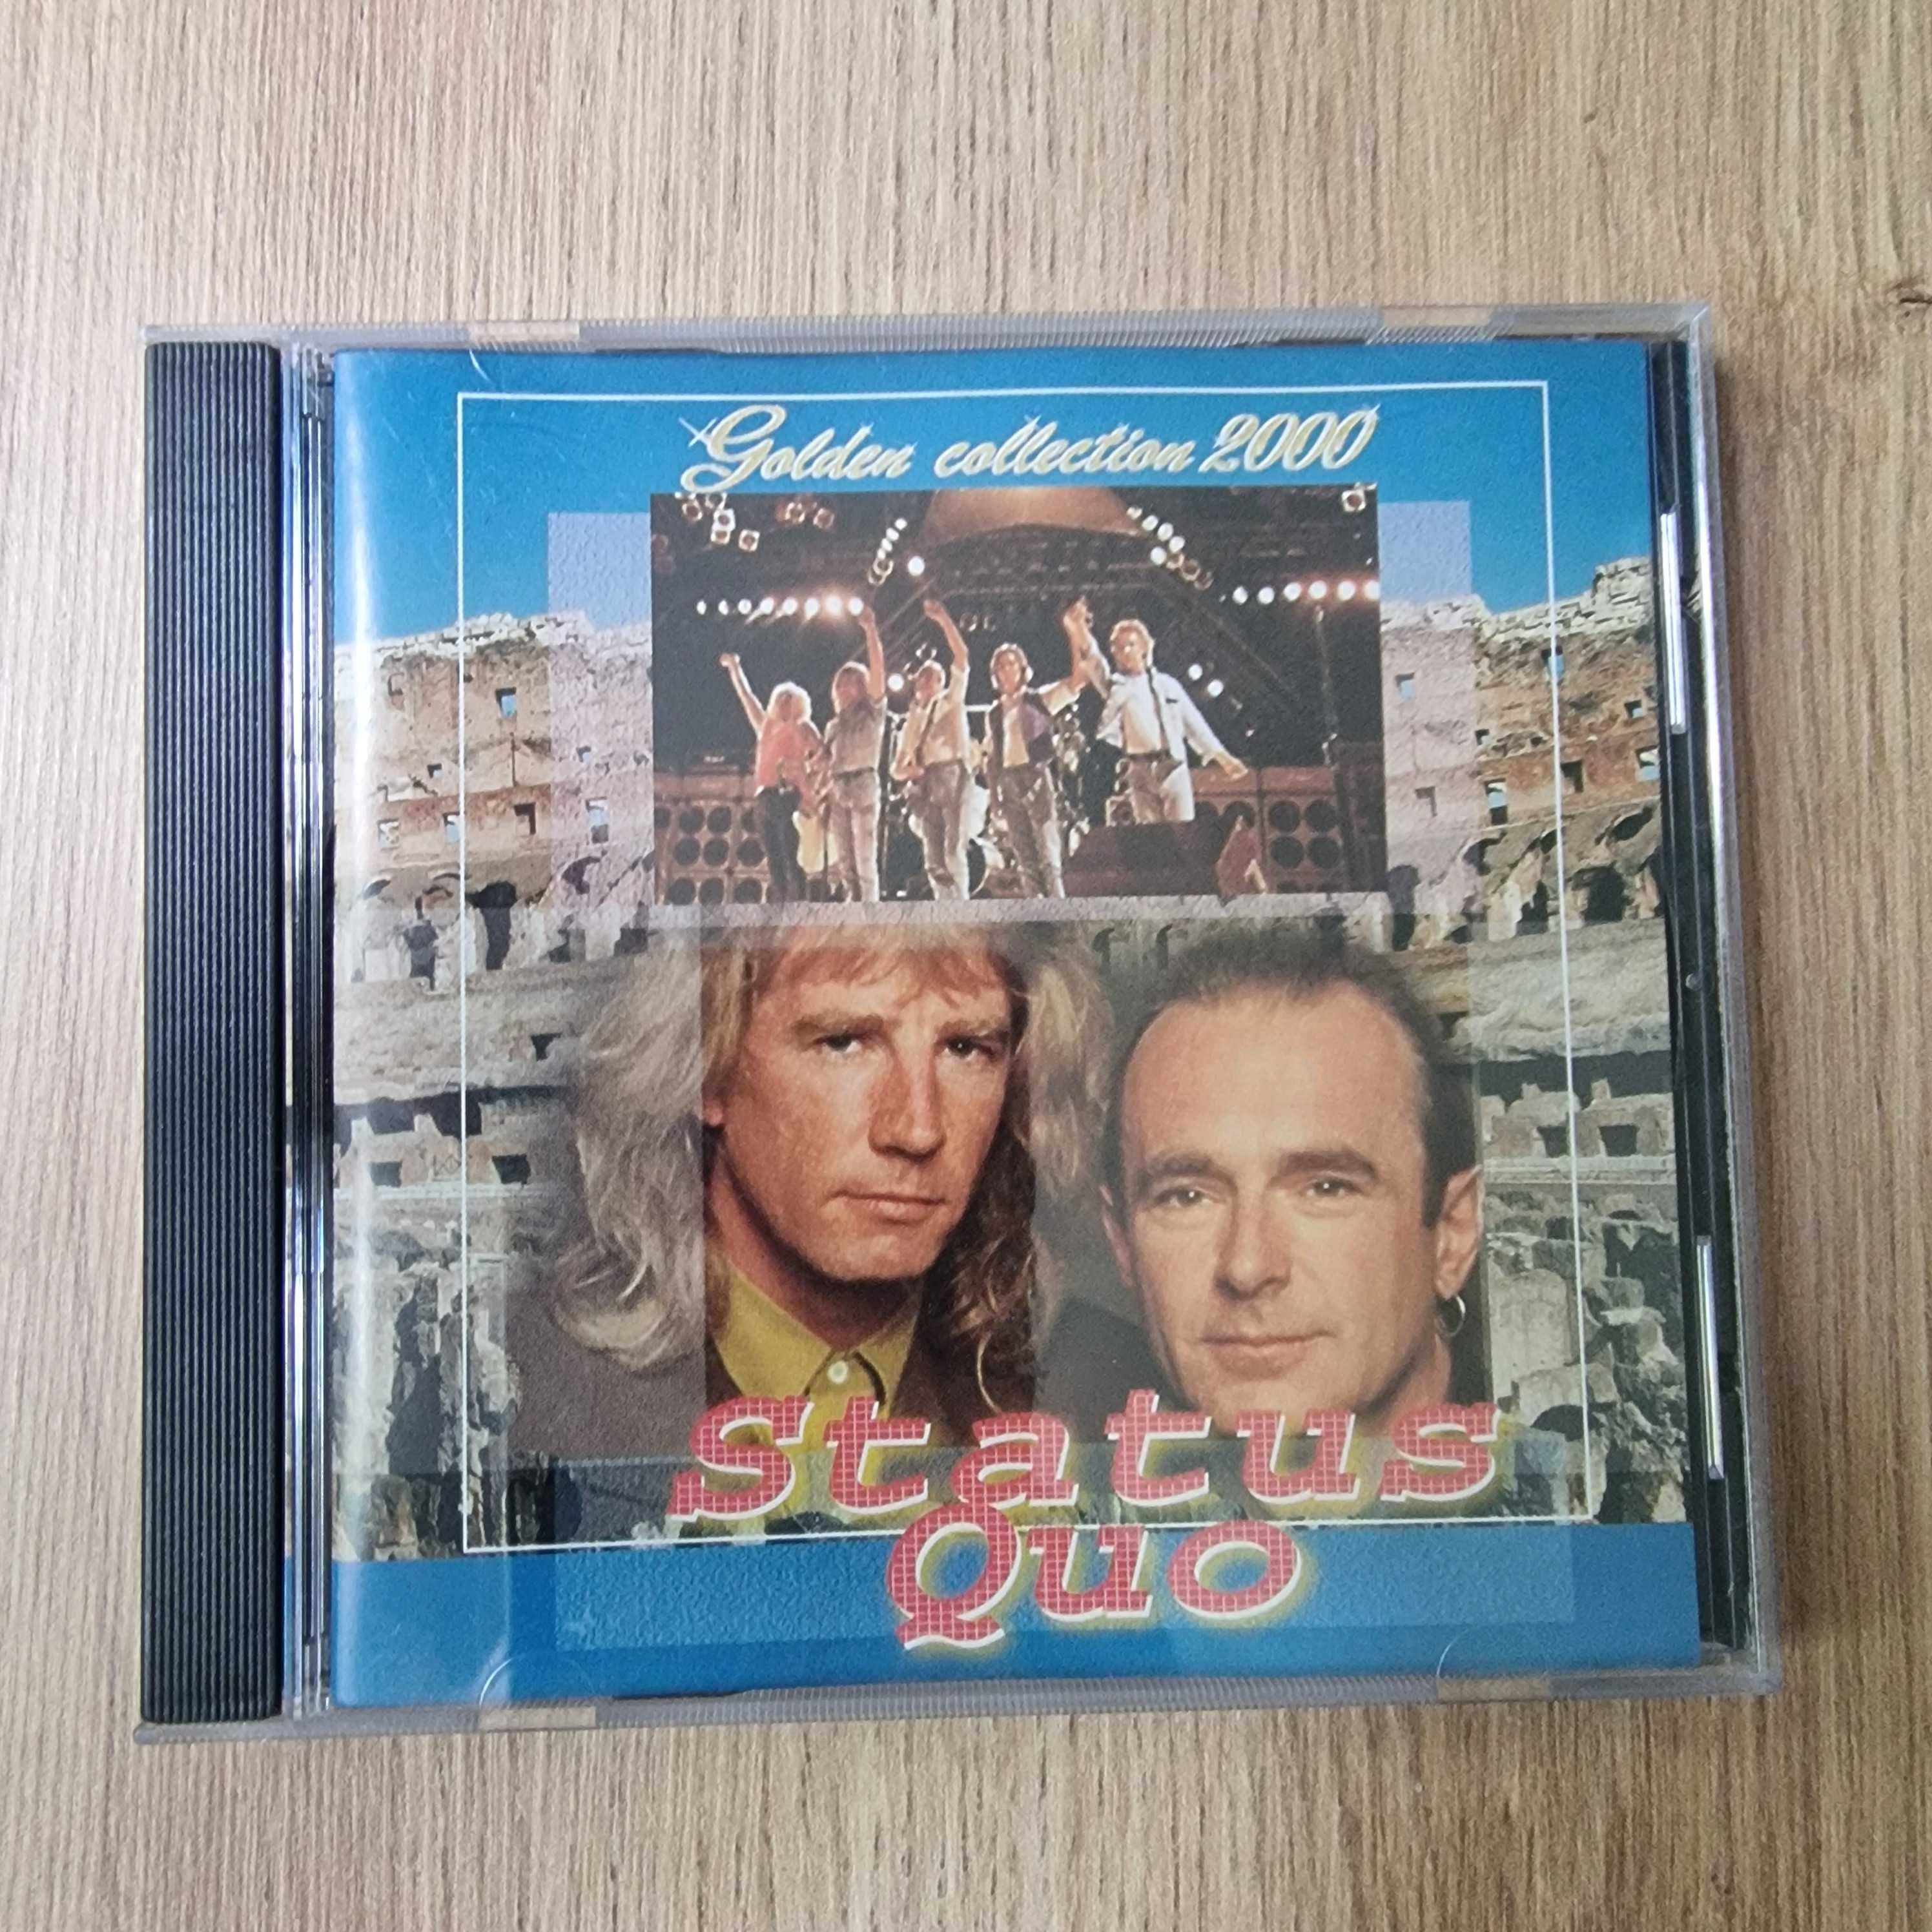 Golden collection 2000
Status
Quo